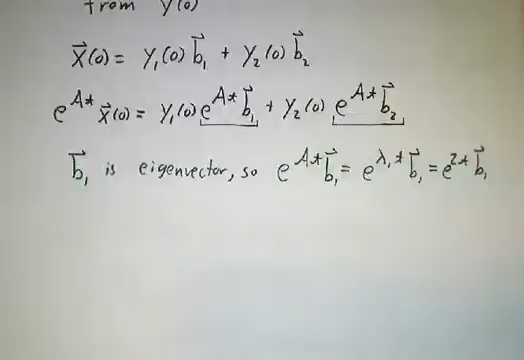 from y(0)
x⃗(0) = y₁(0) b⃗₁ + y₂(0) b⃗₂
e^{At} x⃗(0) = y₁(0) e^{At} b⃗₁ + y₂(0) e^{At} b⃗₂
b⃗₁ is eigenvector, so e^{At} b⃗₁ = e^{λ₁t} b⃗₁ = e^{2t} b⃗₁